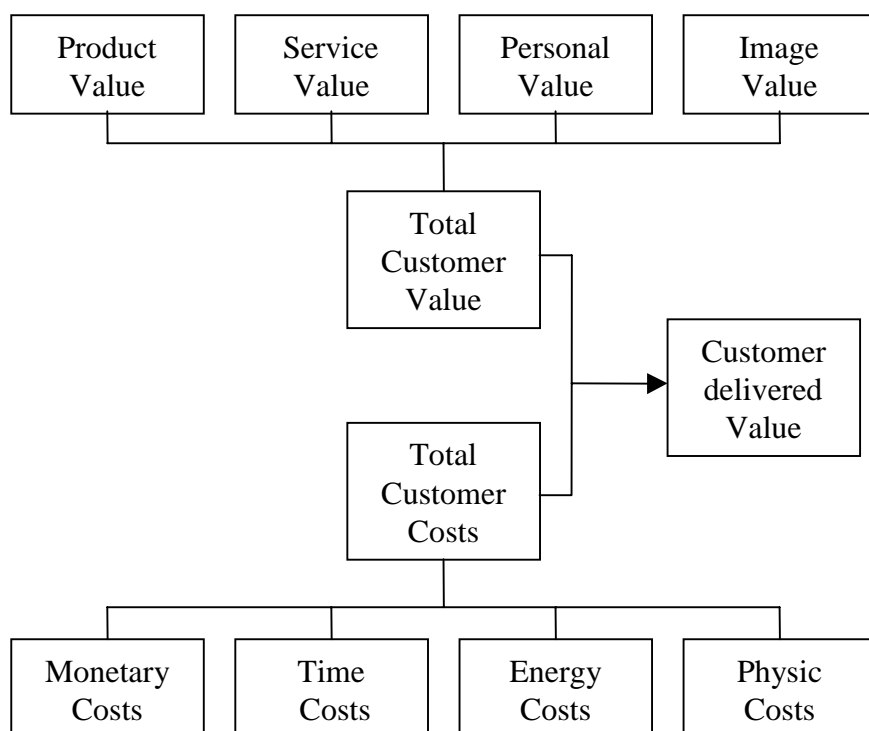 Product
Value
Service
Value
Personal
Value
Image
Value
Total
Customer
Value
Customer
delivered
Value
Total
Customer
Costs
Monetary
Costs
Time
Costs
Energy
Costs
Physic
Costs